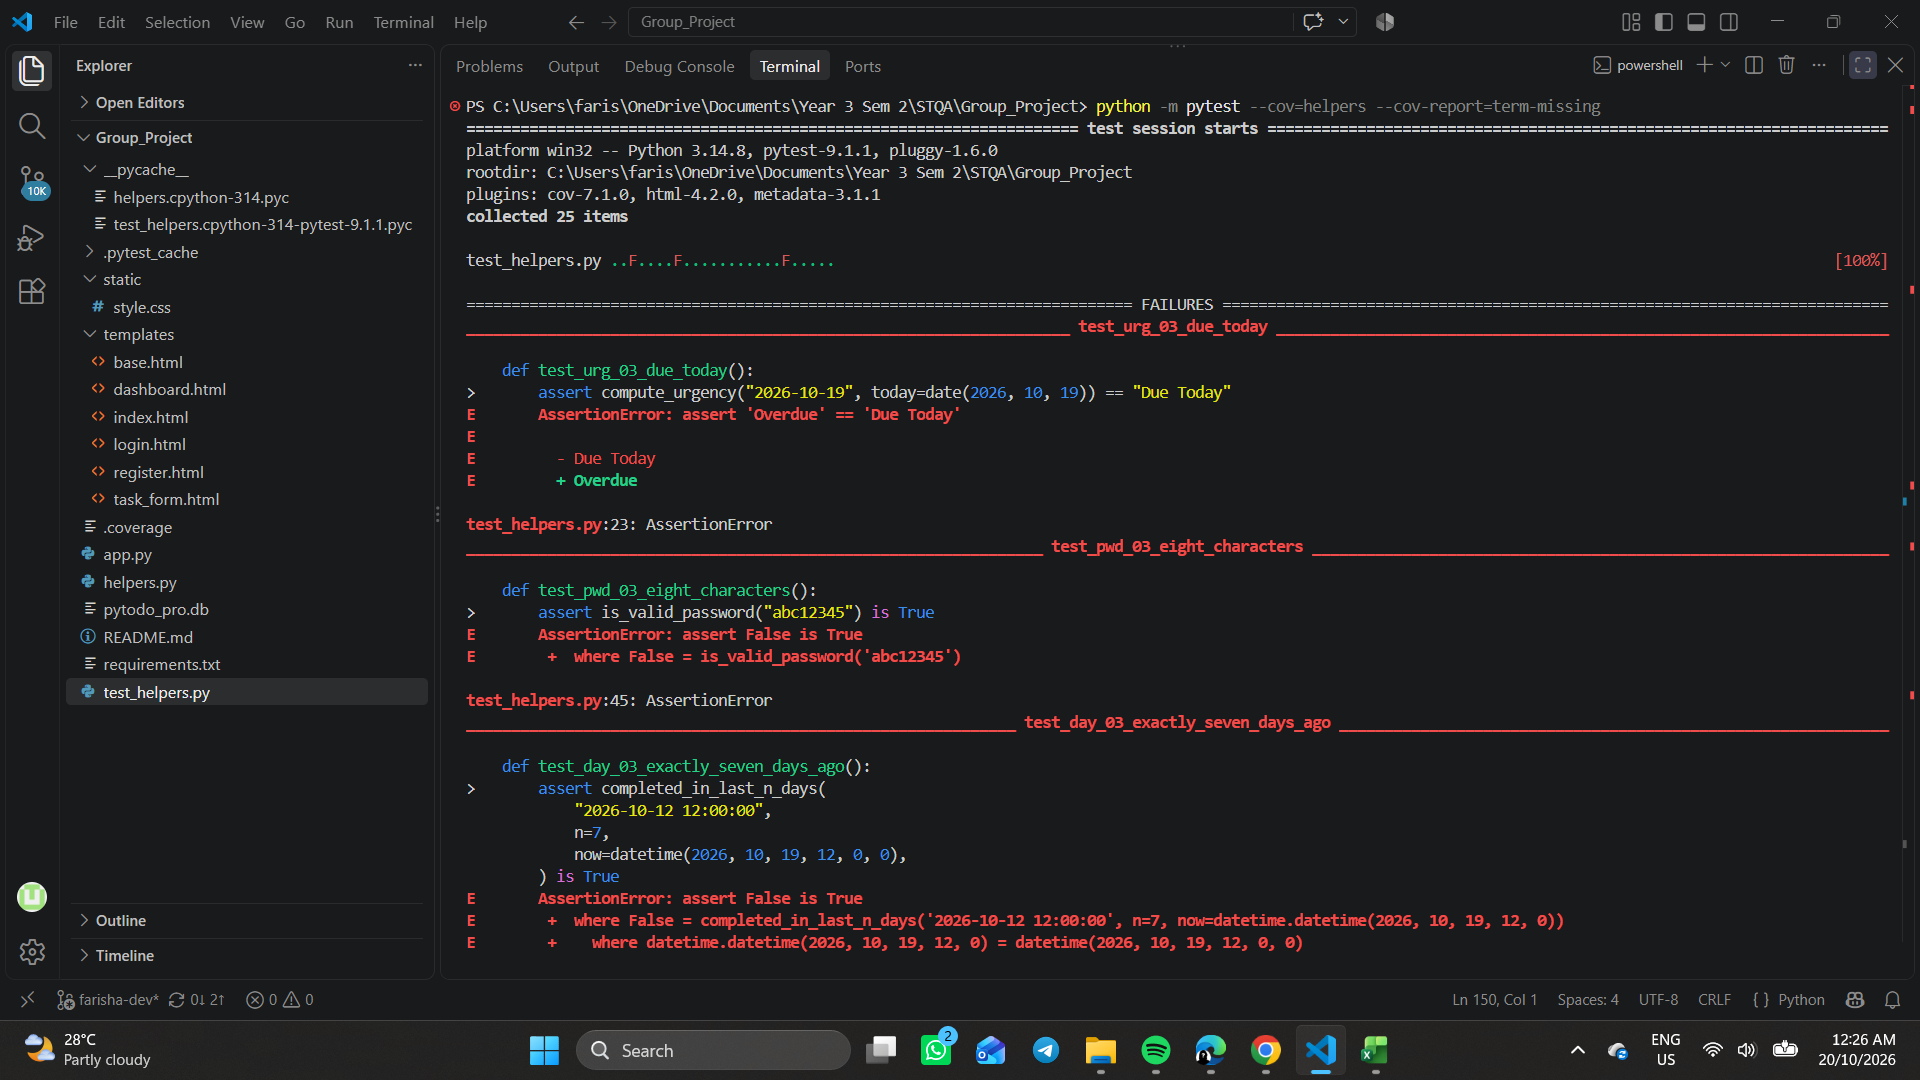 File Edit Selection View Go Run Terminal Help
Group_Project
Explorer
Open Editors
Group_Project
__pycache__
helpers.cpython-314.pyc
test_helpers.cpython-314-pytest-9.1.1.pyc
.pytest_cache
static
style.css
templates
base.html
dashboard.html
index.html
login.html
register.html
task_form.html
.coverage
app.py
helpers.py
pytodo_pro.db
README.md
requirements.txt
test_helpers.py
Outline
Timeline
10K
Problems Output Debug Console Terminal Ports
powershell
PS C:\Users\faris\OneDrive\Documents\Year 3 Sem 2\STQA\Group_Project> python -m pytest --cov=helpers --cov-report=term-missing
==================================================================== test session starts =====================================================================
platform win32 -- Python 3.14.8, pytest-9.1.1, pluggy-1.6.0
rootdir: C:\Users\faris\OneDrive\Documents\Year 3 Sem 2\STQA\Group_Project
plugins: cov-7.1.0, html-4.2.0, metadata-3.1.1
collected 25 items
test_helpers.py ..F....F...........F..... [100%]
========================================================================== FAILURES ==========================================================================
___________________________________________________________________ test_urg_03_due_today ____________________________________________________________________
def test_urg_03_due_today():
> assert compute_urgency("2026-10-19", today=date(2026, 10, 19)) == "Due Today"
E AssertionError: assert 'Overdue' == 'Due Today'
E
E - Due Today
E + Overdue
test_helpers.py:23: AssertionError
________________________________________________________________ test_pwd_03_eight_characters ________________________________________________________________
def test_pwd_03_eight_characters():
> assert is_valid_password("abc12345") is True
E AssertionError: assert False is True
E + where False = is_valid_password('abc12345')
test_helpers.py:45: AssertionError
_____________________________________________________________ test_day_03_exactly_seven_days_ago _____________________________________________________________
def test_day_03_exactly_seven_days_ago():
> assert completed_in_last_n_days(
"2026-10-12 12:00:00",
n=7,
now=datetime(2026, 10, 19, 12, 0, 0),
) is True
E AssertionError: assert False is True
E + where False = completed_in_last_n_days('2026-10-12 12:00:00', n=7, now=datetime.datetime(2026, 10, 19, 12, 0))
E + where datetime.datetime(2026, 10, 19, 12, 0) = datetime(2026, 10, 19, 12, 0, 0)
farisha-dev* 0↓ 2↑ 0 0
Ln 150, Col 1 Spaces: 4 UTF-8 CRLF { } Python
28°C
Partly cloudy
Search
2
ENG
US
12:26 AM
20/10/2026